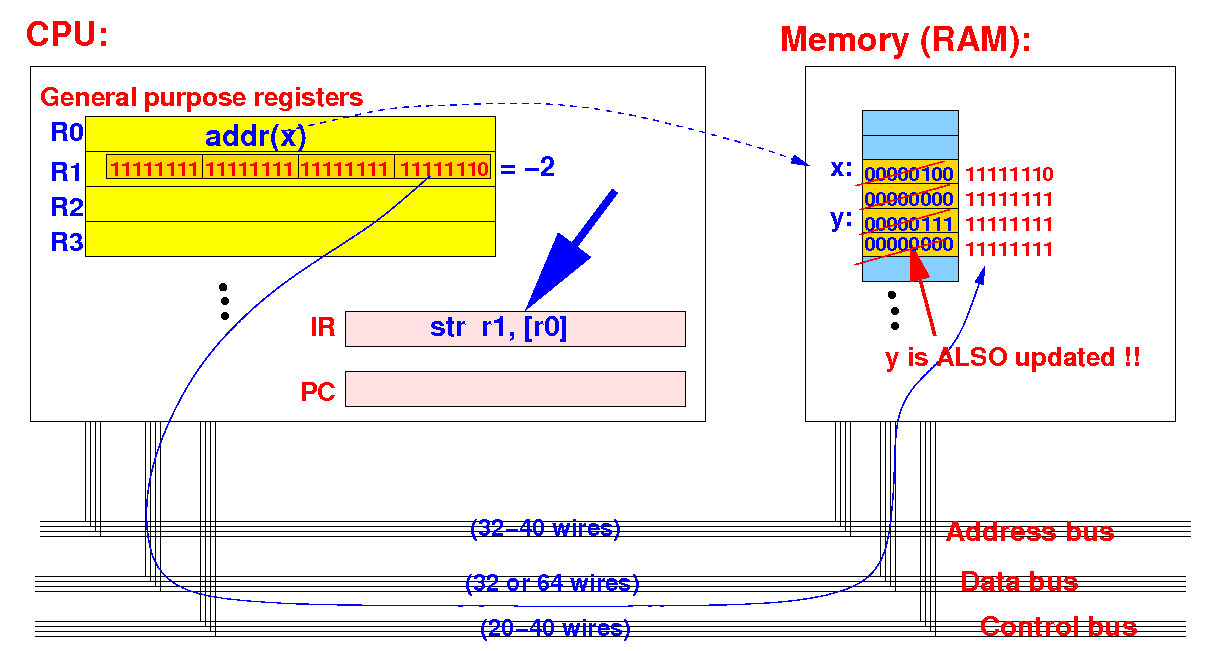 CPU:
Memory (RAM):
General purpose registers
R0 addr(x)
R1 11111111 11111111 11111111 11111110 = −2
R2
R3
x: 00000100 11111110
00000000 11111111
y: 00000111 11111111
00000000 11111111
IR str r1, [r0]
y is ALSO updated !!
PC
(32−40 wires) Address bus
(32 or 64 wires) Data bus
(20−40 wires) Control bus